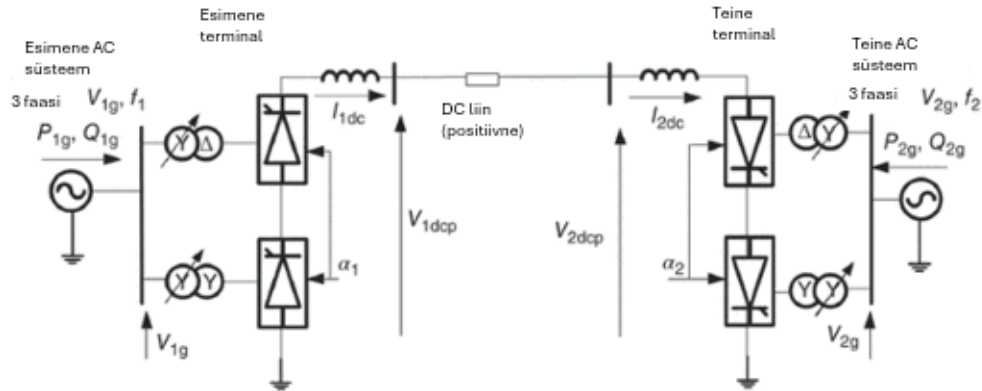 Esimene
terminal
Teine
terminal
Esimene AC
süsteem
Teine AC
süsteem
3 faasi
V1g, f1
P1g, Q1g
I1dc
DC liin
(positiivne)
I2dc
3 faasi
V2g, f2
P2g, Q2g
Y Δ
Δ Y
V1dcp
V2dcp
α1
α2
Y Y
Y Y
V1g
V2g